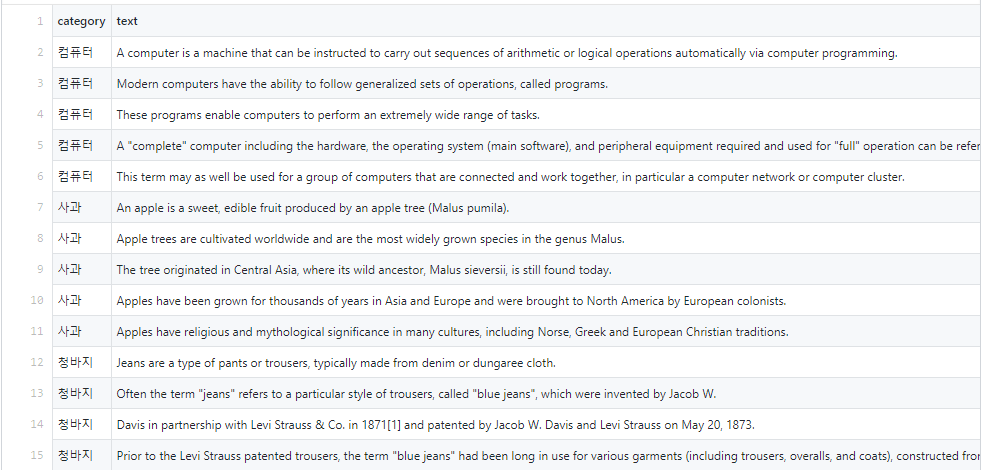 1 category text
2 컴퓨터 A computer is a machine that can be instructed to carry out sequences of arithmetic or logical operations automatically via computer programming.
3 컴퓨터 Modern computers have the ability to follow generalized sets of operations, called programs.
4 컴퓨터 These programs enable computers to perform an extremely wide range of tasks.
5 컴퓨터 A "complete" computer including the hardware, the operating system (main software), and peripheral equipment required and used for "full" operation can be refer
6 컴퓨터 This term may as well be used for a group of computers that are connected and work together, in particular a computer network or computer cluster.
7 사과 An apple is a sweet, edible fruit produced by an apple tree (Malus pumila).
8 사과 Apple trees are cultivated worldwide and are the most widely grown species in the genus Malus.
9 사과 The tree originated in Central Asia, where its wild ancestor, Malus sieversii, is still found today.
10 사과 Apples have been grown for thousands of years in Asia and Europe and were brought to North America by European colonists.
11 사과 Apples have religious and mythological significance in many cultures, including Norse, Greek and European Christian traditions.
12 청바지 Jeans are a type of pants or trousers, typically made from denim or dungaree cloth.
13 청바지 Often the term "jeans" refers to a particular style of trousers, called "blue jeans", which were invented by Jacob W.
14 청바지 Davis in partnership with Levi Strauss & Co. in 1871[1] and patented by Jacob W. Davis and Levi Strauss on May 20, 1873.
15 청바지 Prior to the Levi Strauss patented trousers, the term "blue jeans" had been long in use for various garments (including trousers, overalls, and coats), constructed fro